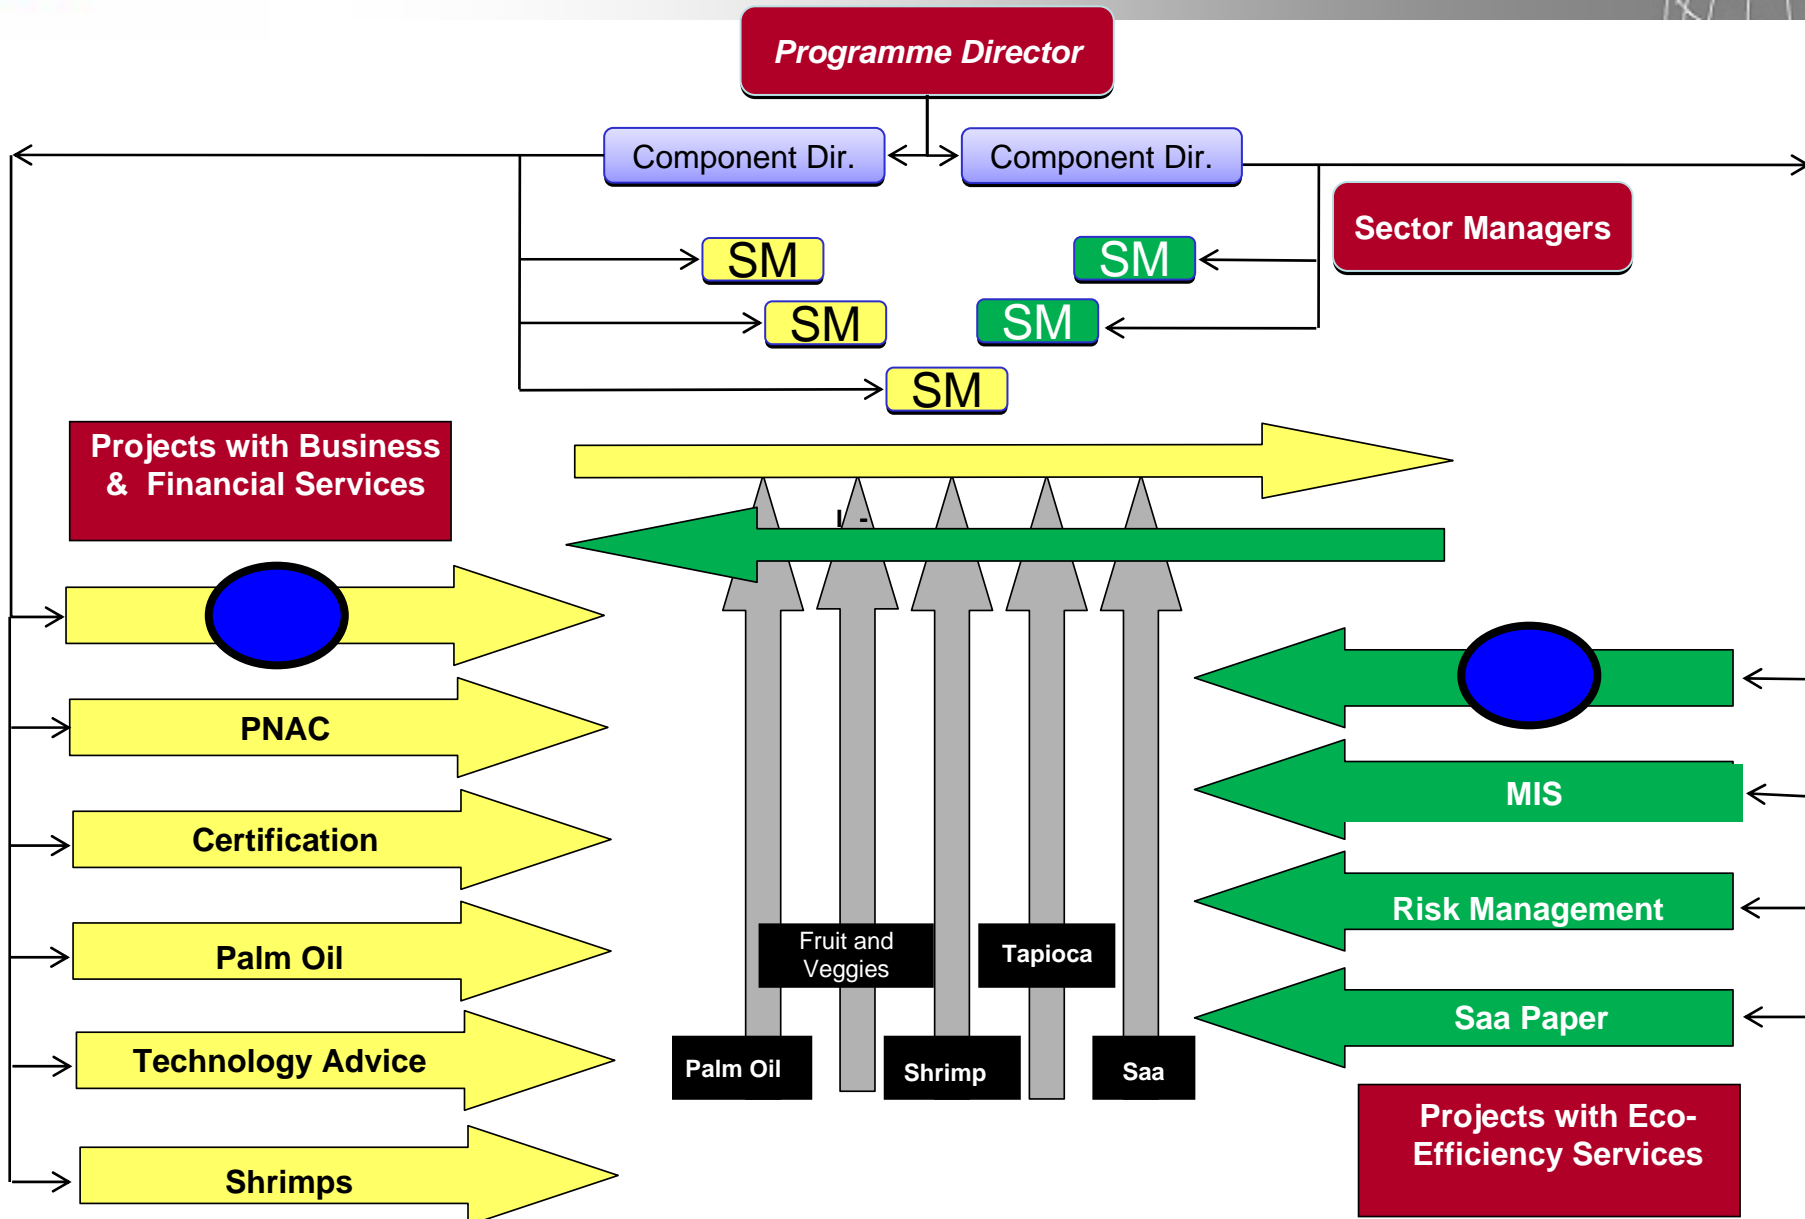 Programme Director
Component Dir.
Component Dir.
Sector Managers
SM
SM
SM
SM
SM
Projects with Business
& Financial Services
PNAC
Certification
Palm Oil
Technology Advice
Shrimps
Fruit and
Veggies
Tapioca
Palm Oil
Shrimp
Saa
MIS
Risk Management
Saa Paper
Projects with Eco-
Efficiency Services